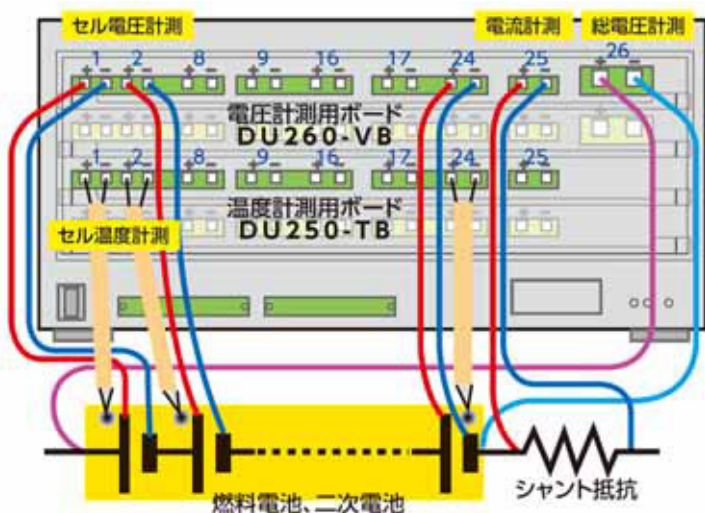 セル電圧計測 電流計測 総電圧計測
1 2 8 9 16 17 24 25 26
+ - + - + - + - + - + - + - + - + -
電圧計測用ボード
DU260-VB
1 2 8 9 16 17 24 25
温度計測用ボード
DU250-TB
セル温度計測
シャント抵抗
燃料電池、二次電池